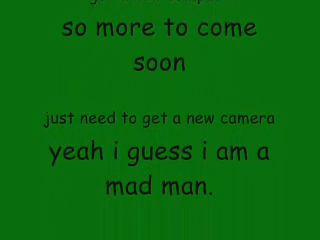 so more to come
soon
just need to get a new camera
yeah i guess i am a
mad man.